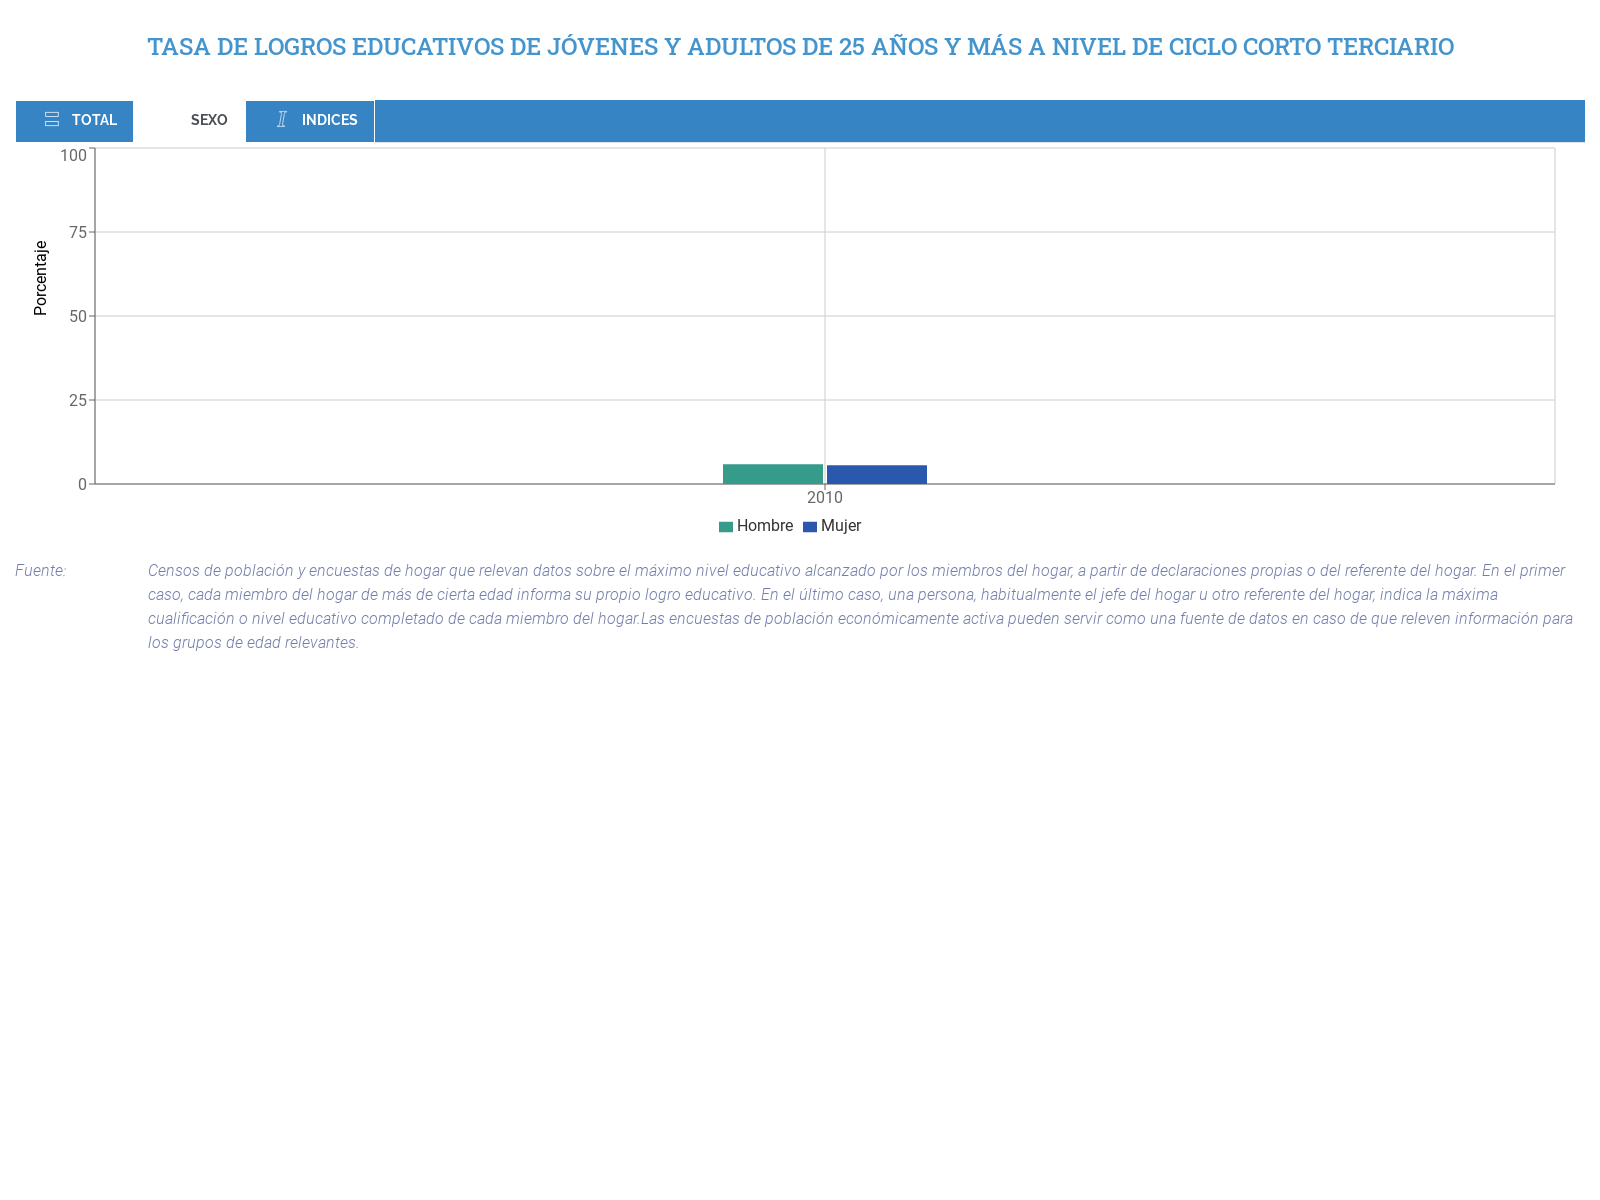 TASA DE LOGROS EDUCATIVOS DE JÓVENES Y ADULTOS DE 25 AÑOS Y MÁS A NIVEL DE CICLO CORTO TERCIARIO
TOTAL
SEXO
INDICES
100
75
50
25
0
Porcentaje
2010
Hombre
Mujer
Fuente:
Censos de población y encuestas de hogar que relevan datos sobre el máximo nivel educativo alcanzado por los miembros del hogar, a partir de declaraciones propias o del referente del hogar. En el primer
caso, cada miembro del hogar de más de cierta edad informa su propio logro educativo. En el último caso, una persona, habitualmente el jefe del hogar u otro referente del hogar, indica la máxima
cualificación o nivel educativo completado de cada miembro del hogar.Las encuestas de población económicamente activa pueden servir como una fuente de datos en caso de que releven información para
los grupos de edad relevantes.